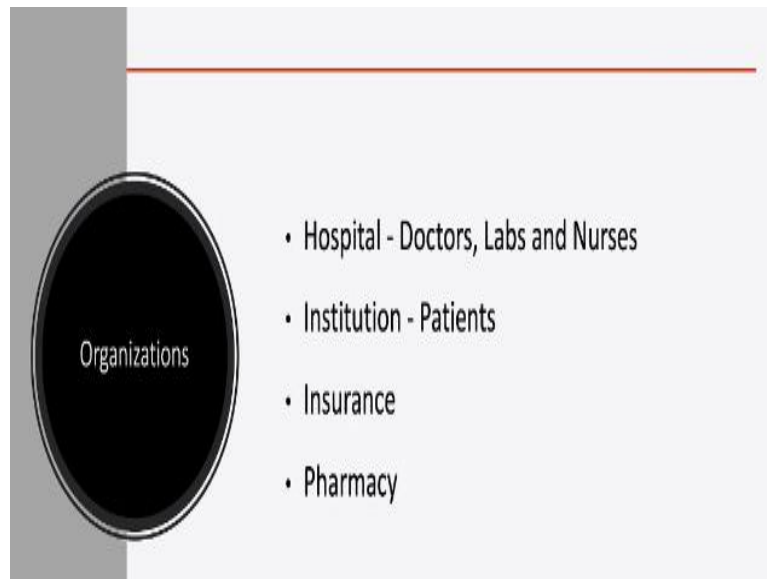 Organizations
• Hospital - Doctors, Labs and Nurses
• Institution - Patients
• Insurance
• Pharmacy